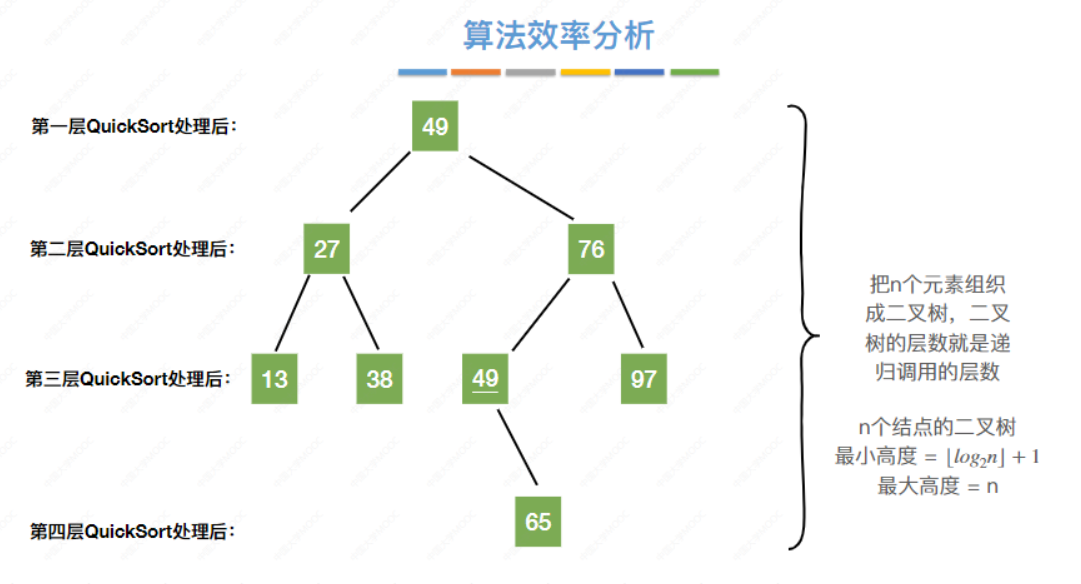 算法效率分析
第一层QuickSort处理后：
49
第二层QuickSort处理后：
27
76
第三层QuickSort处理后：
13
38
49
97
第四层QuickSort处理后：
65
把n个元素组织
成二叉树，二叉
树的层数就是递
归调用的层数
n个结点的二叉树
最小高度 = ⌊log₂n⌋ + 1
最大高度 = n